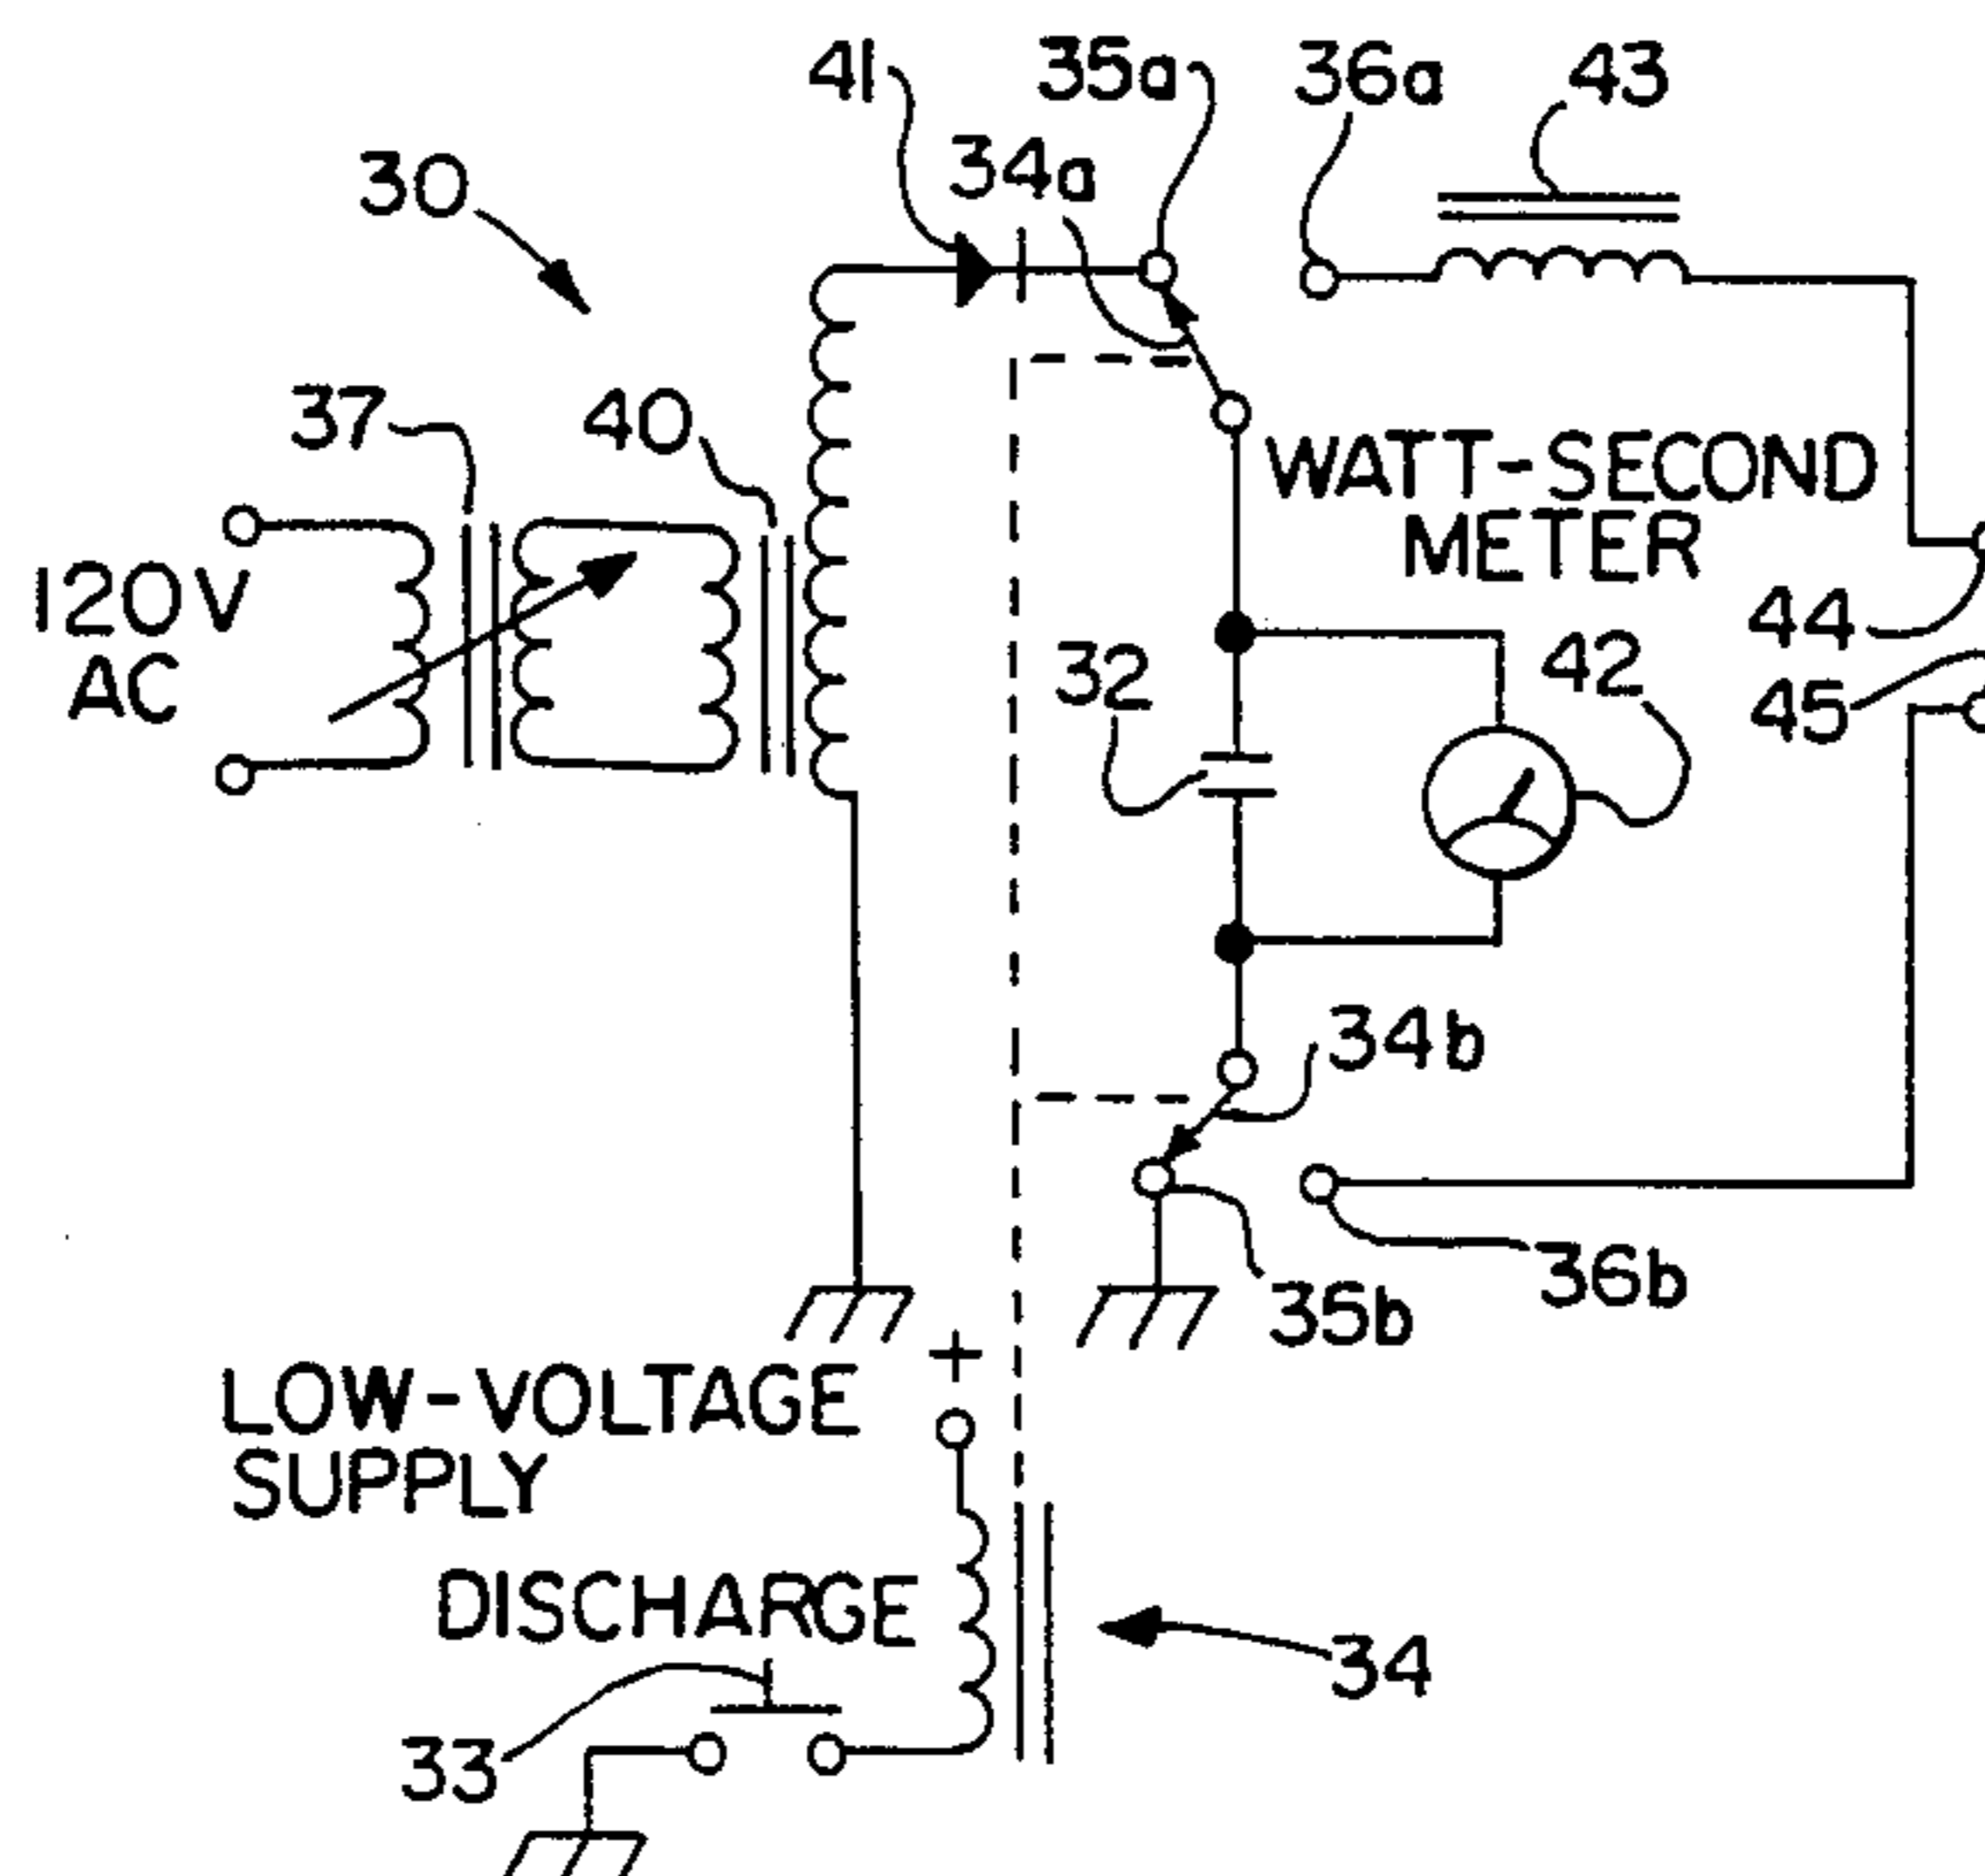 41
35a
36a
43
34a
30
37
40
WATT-SECOND
METER
120V
AC
44
32
42
45
34b
36b
35b
+
LOW-VOLTAGE
SUPPLY
DISCHARGE
34
33